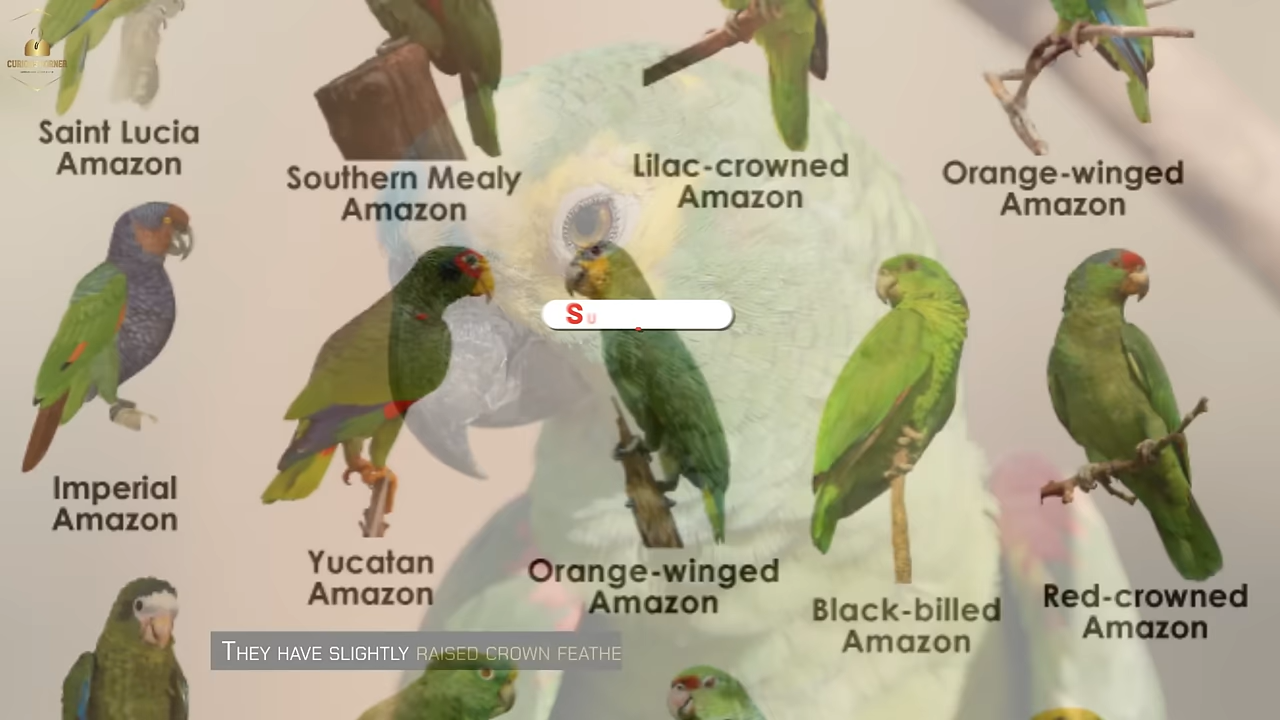 Saint Lucia
Amazon
Southern Mealy
Amazon
Lilac-crowned
Amazon
Orange-winged
Amazon
S U
Imperial
Amazon
Yucatan
Amazon
Orange-winged
Amazon
Black-billed
Amazon
Red-crowned
Amazon
They have slightly raised crown feathe